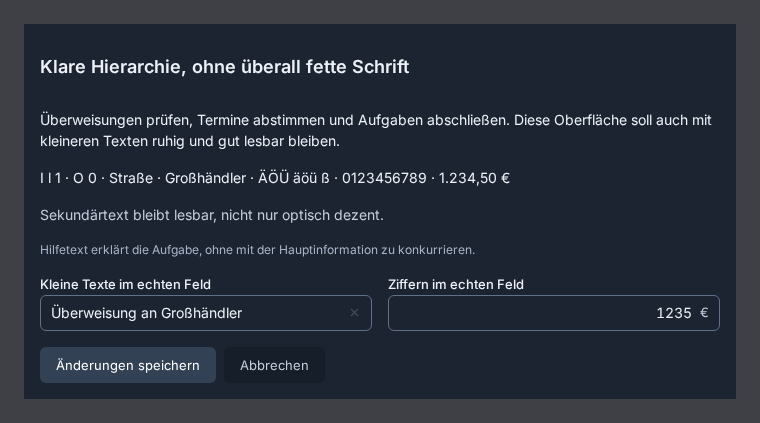 Klare Hierarchie, ohne überall fette Schrift
Überweisungen prüfen, Termine abstimmen und Aufgaben abschließen. Diese Oberfläche soll auch mit
kleineren Texten ruhig und gut lesbar bleiben.
I l 1 · O 0 · Straße · Großhändler · ÄÖÜ äöü ß · 0123456789 · 1.234,50 €
Sekundärtext bleibt lesbar, nicht nur optisch dezent.
Hilfetext erklärt die Aufgabe, ohne mit der Hauptinformation zu konkurrieren.
Kleine Texte im echten Feld
Überweisung an Großhändler ×
Ziffern im echten Feld
1235 €
Änderungen speichern
Abbrechen